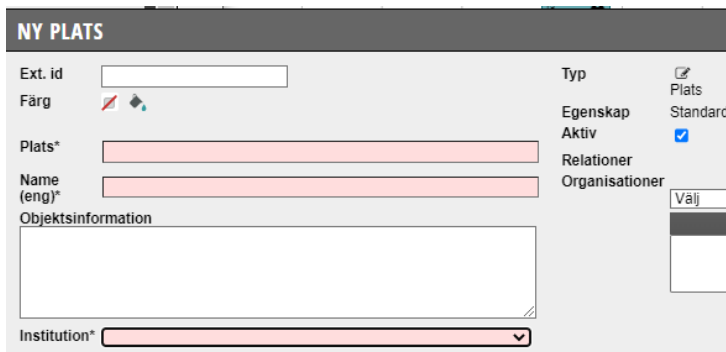 NY PLATS
Ext. id
Färg
Plats*
Name
(eng)*
Objektsinformation
Institution*
Typ
Plats
Egenskap Standard
Aktiv
Relationer
Organisationer
Välj